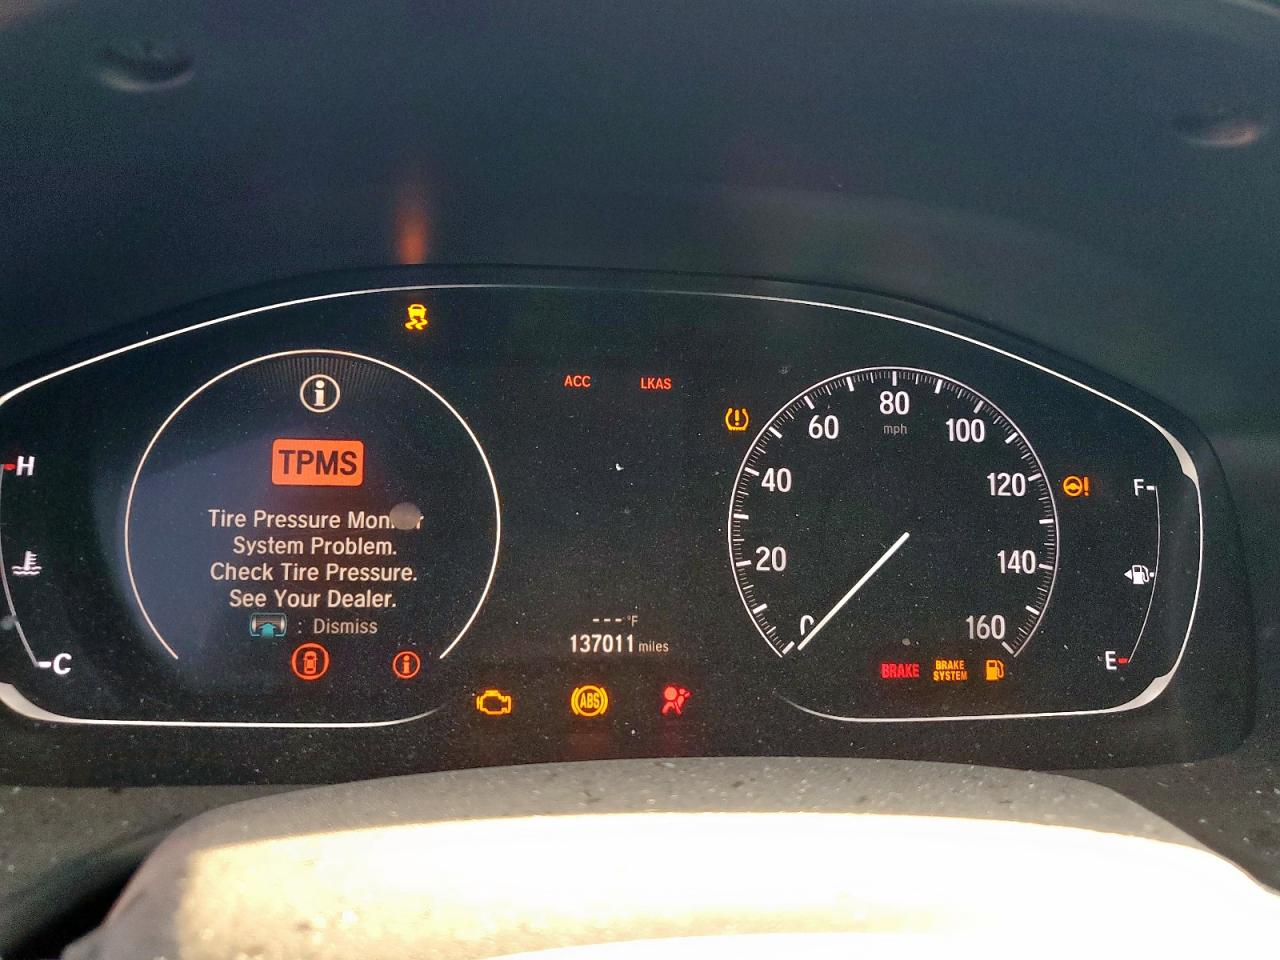 ACC LKAS
TPMS
Tire Pressure
System Problem.
Check Tire Pressure.
See Your Dealer.
: Dismiss
H
C
---°F
137011 miles
ABS
0
20
40
60
80
100
120
140
160
mph
BRAKE
BRAKE
SYSTEM
F
E